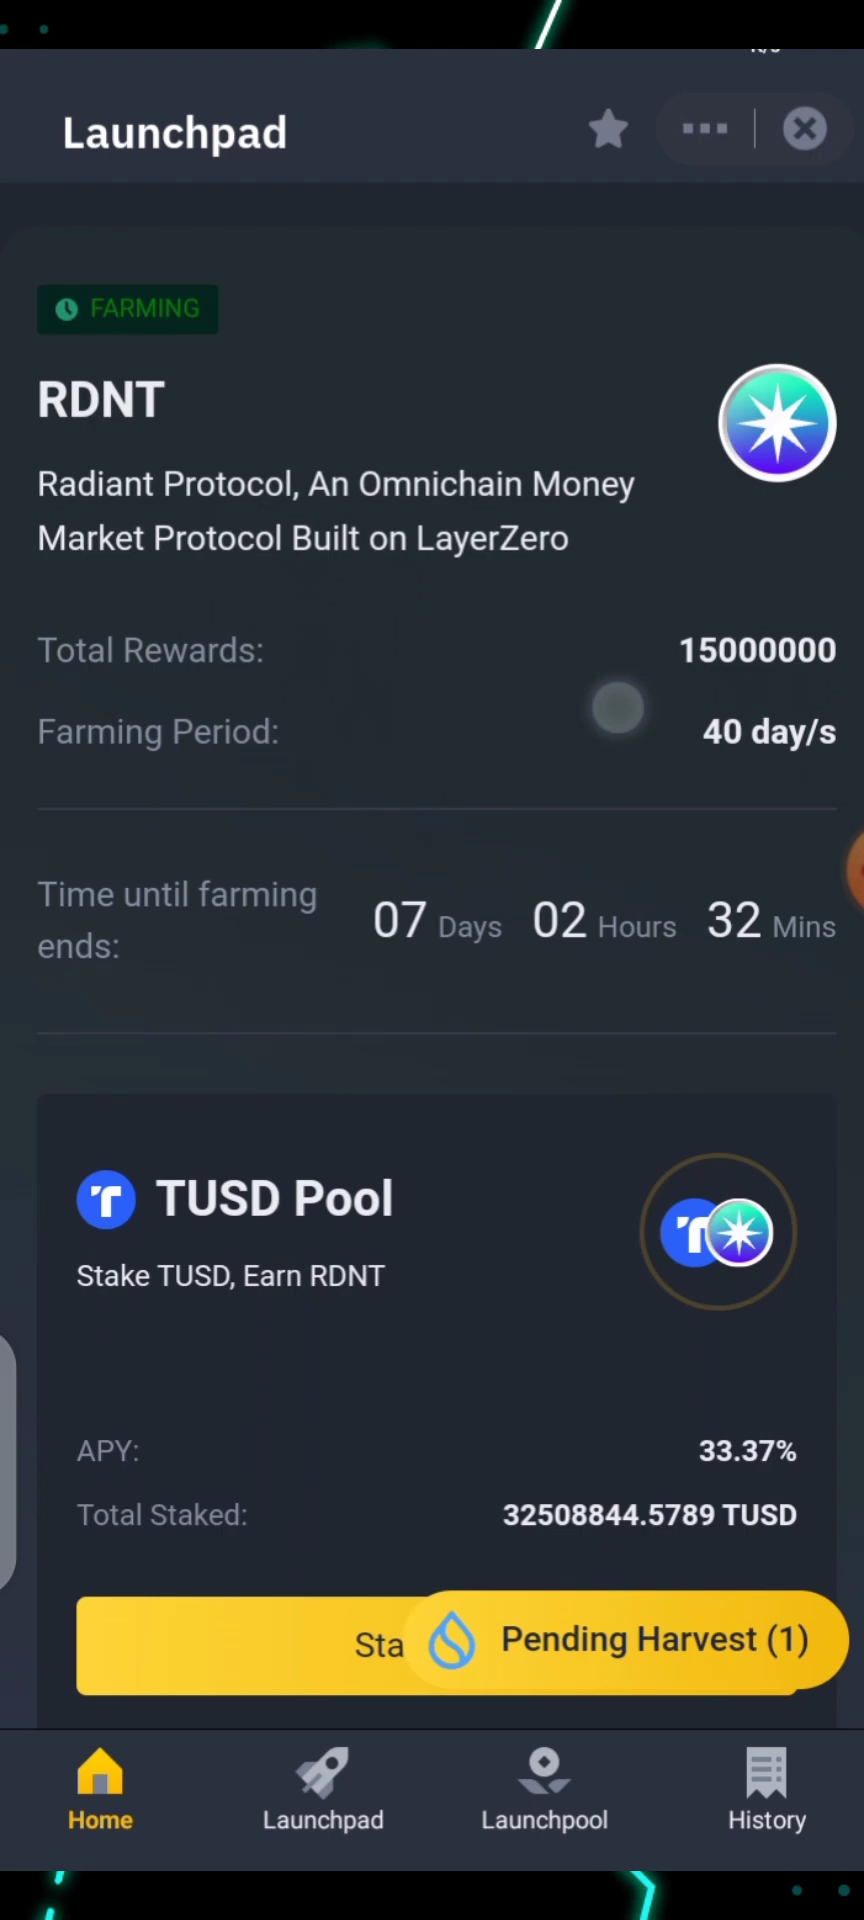 Launchpad
FARMING
RDNT
Radiant Protocol, An Omnichain Money
Market Protocol Built on LayerZero
Total Rewards: 15000000
Farming Period: 40 day/s
Time until farming
ends:
07 Days 02 Hours 32 Mins
TUSD Pool
Stake TUSD, Earn RDNT
APY: 33.37%
Total Staked: 32508844.5789 TUSD
Sta
Pending Harvest (1)
Home Launchpad Launchpool History